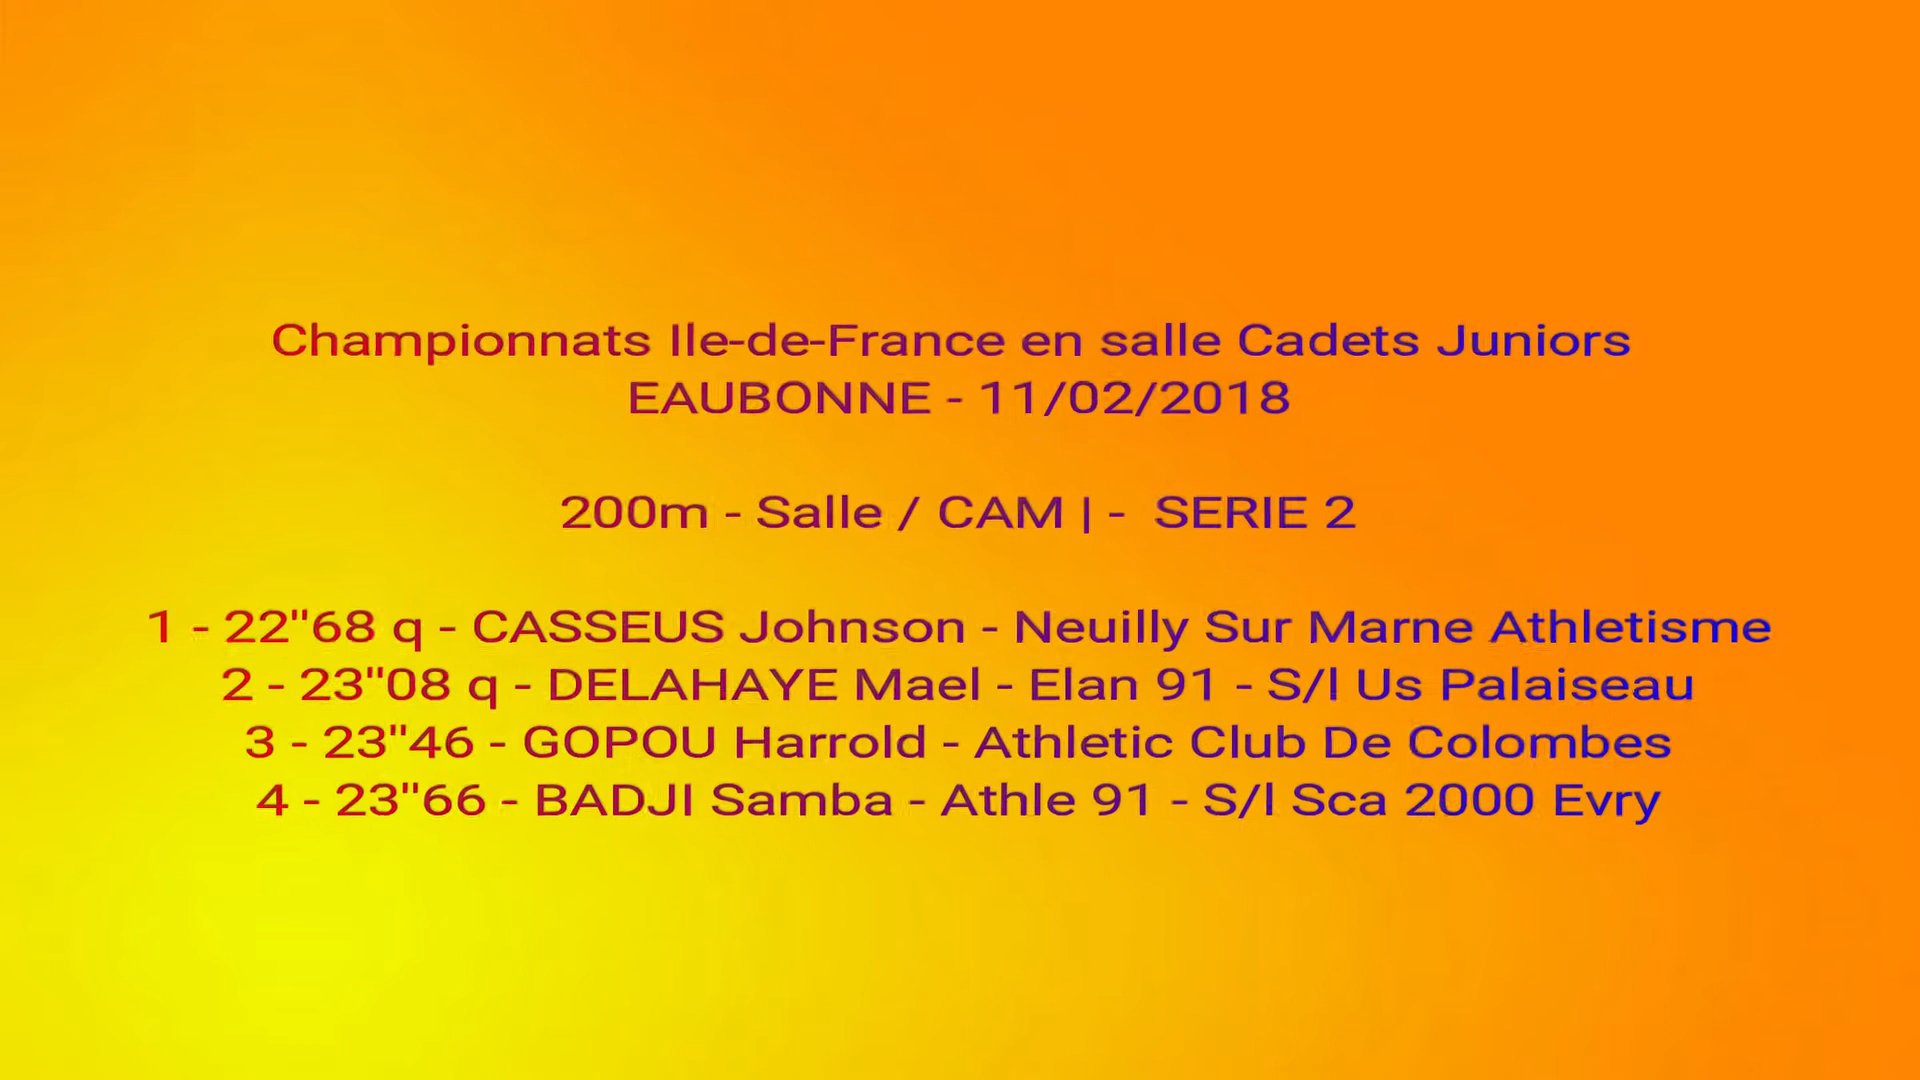 Championnats Ile-de-France en salle Cadets Juniors
EAUBONNE - 11/02/2018
200m - Salle / CAM | - SERIE 2
1 - 22"68 q - CASSEUS Johnson - Neuilly Sur Marne Athletisme
2 - 23"08 q - DELAHAYE Mael - Elan 91 - S/l Us Palaiseau
3 - 23"46 - GOPOU Harrold - Athletic Club De Colombes
4 - 23"66 - BADJI Samba - Athle 91 - S/l Sca 2000 Evry